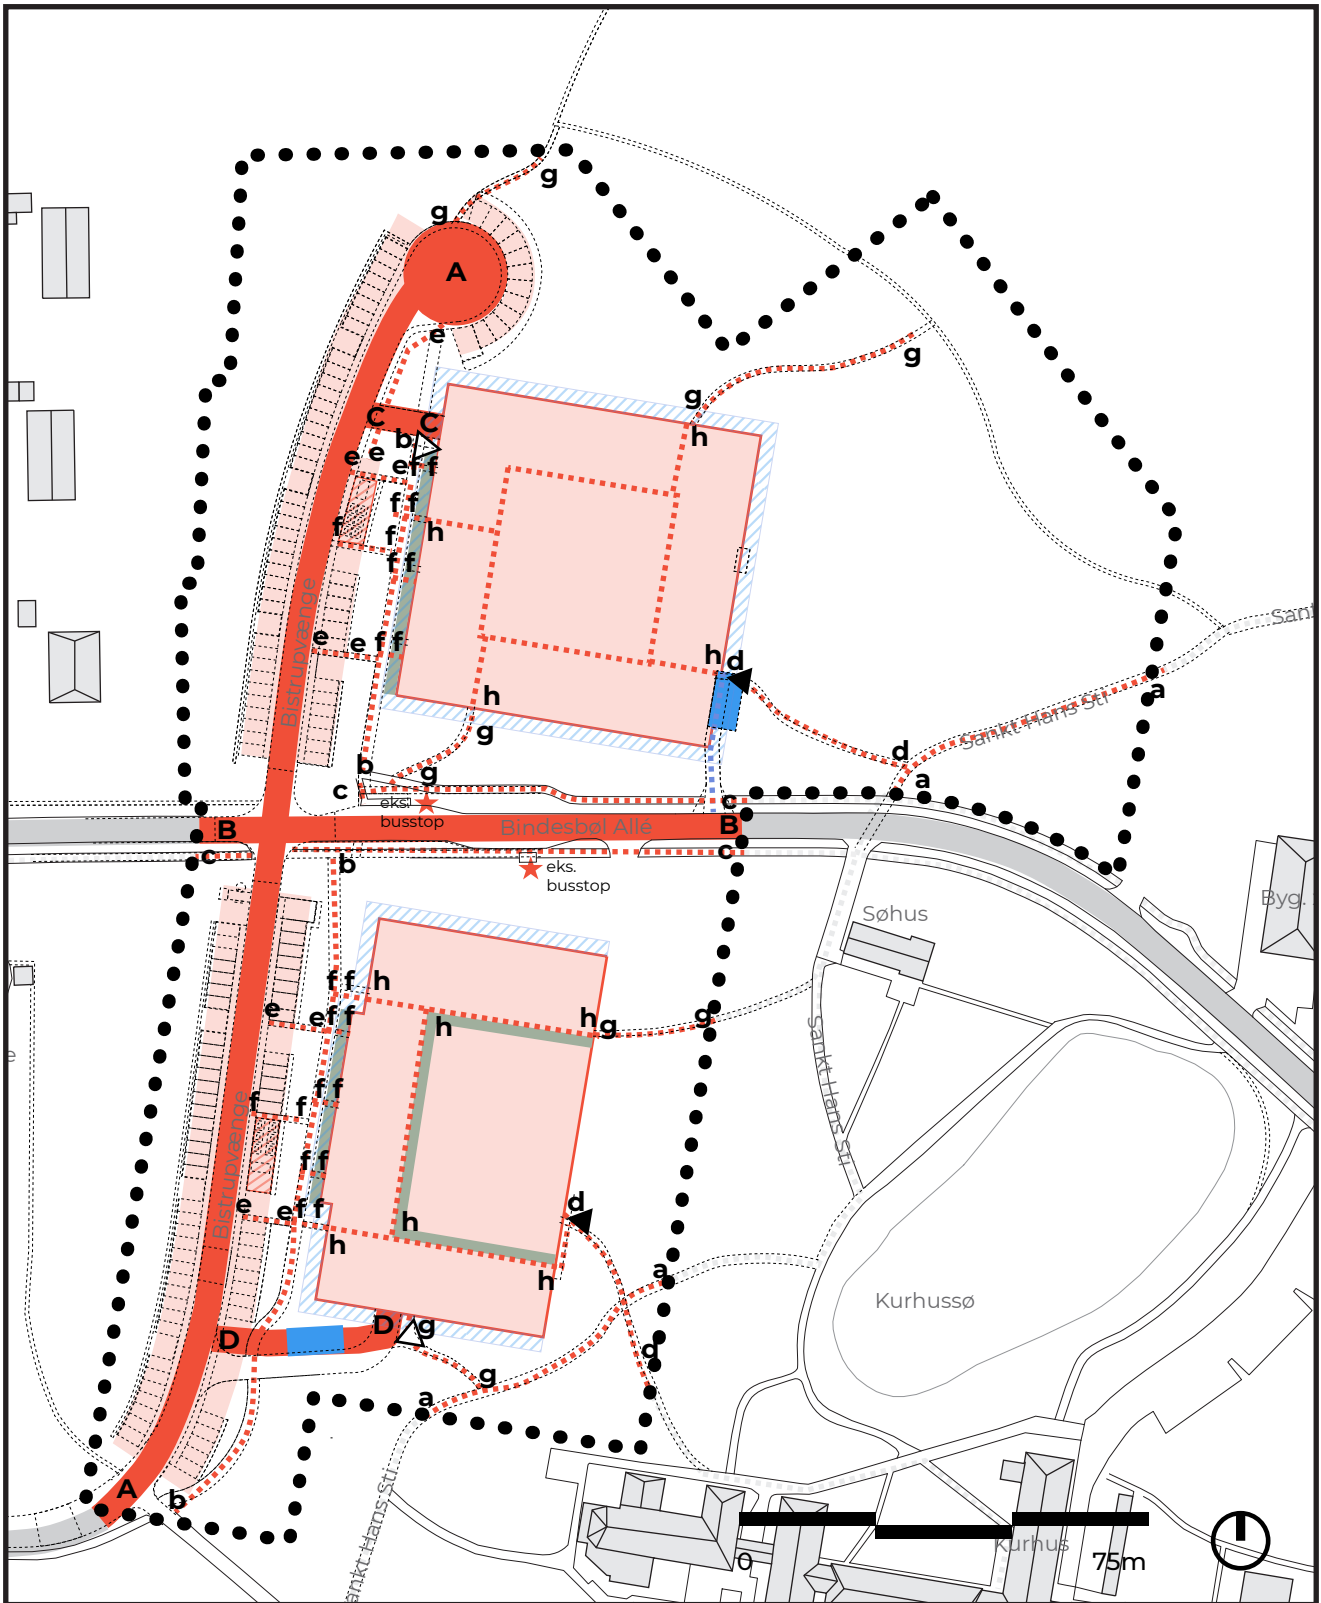 g
g
A
e
g
g
C
C
b
h
e
e
e
f
f
f
f
f
f
h
f
f
Bistrupvænge
e
e
f
f
h
d
Sankt Hans Sti
a
h
g
b
g
c
eks.
busstop
c
d
a
B
Bindesbøl Allé
B
c
b
c
eks.
busstop
Byg.
Søhus
f
f
h
e
e
f
f
h
h
g
g
Sankt Hans Sti
f
f
f
f
Bistrupvænge
f
f
e
e
f
f
h
d
h
h
a
Kurhussø
D
D
g
d
g
a
A
b
ankt Hans Sti
Kurhus
0
75m